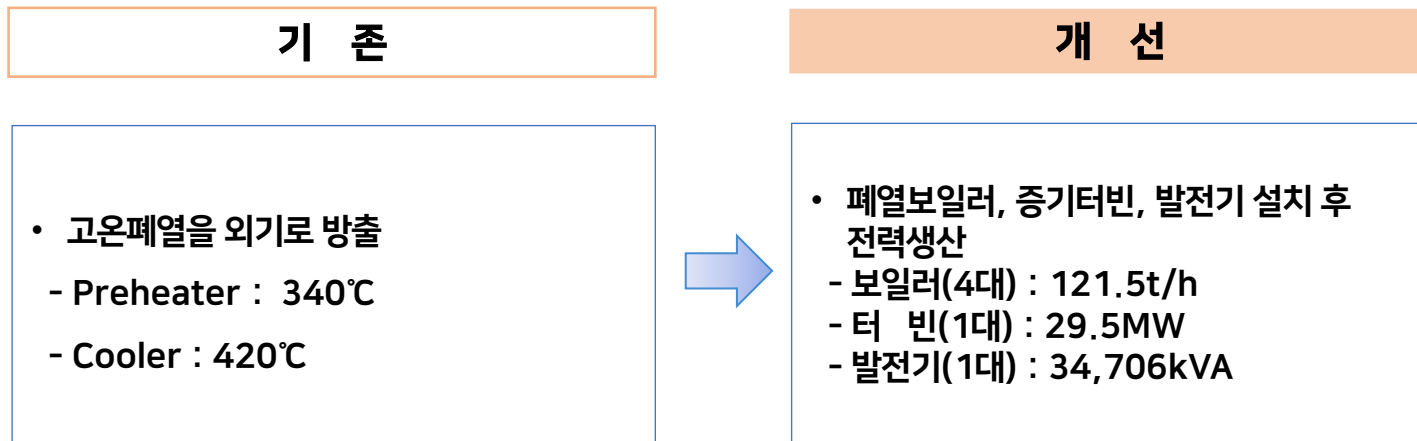 기 존
개 선
• 고온폐열을 외기로 방출
- Preheater : 340℃
- Cooler : 420℃
• 폐열보일러, 증기터빈, 발전기 설치 후
전력생산
- 보일러(4대) : 121.5t/h
- 터 빈(1대) : 29.5MW
- 발전기(1대) : 34,706kVA